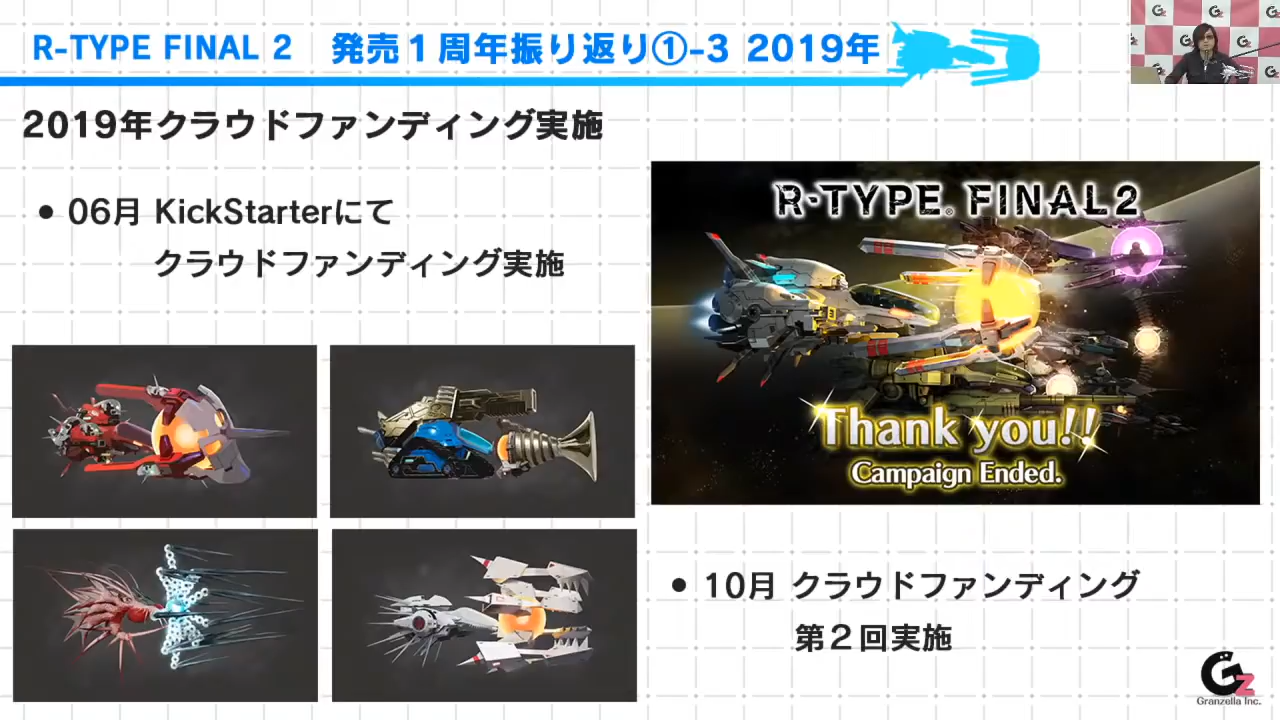 R-TYPE FINAL 2 発売１周年振り返り①-3 2019年
2019年クラウドファンディング実施
• 06月 KickStarterにて
クラウドファンディング実施
R-TYPE® FINAL 2
Thank you!!
Campaign Ended.
• 10月 クラウドファンディング
第２回実施
Gz
Granzella Inc.